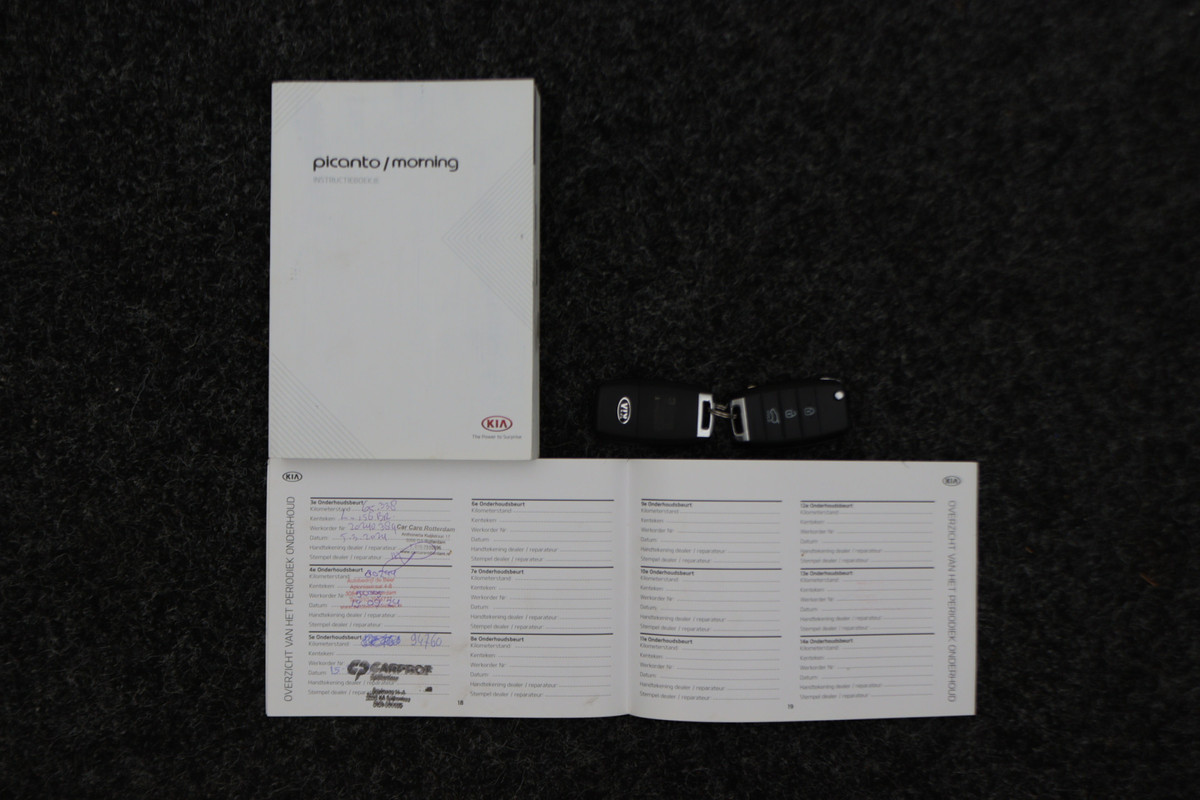 picanto/morning
INSTRUCTIEBOEKJE
KIA
The Power to Surprise
KIA
KIA
OVERZICHT VAN HET PERIODIEK ONDERHOUD
3e Onderhoudsbeurt
Kilometerstand
Kenteken:
Werkorder Nr
Datum
Handtekening dealer / reparateur
Stempel dealer / reparateur
Car Care Rotterdam
4e Onderhoudsbeurt
Kilometerstand
Kenteken:
Werkorder Nr
Datum:
Handtekening dealer / reparateur
Stempel dealer / reparateur
5e Onderhoudsbeurt
Kilometerstand 94760
Kenteken:
Werkorder Nr
Datum
Handtekening dealer / reparateur
Stempel dealer / reparateur
CARPROF
18
6e Onderhoudsbeurt
Kilometerstand
Kenteken:
Werkorder Nr
Datum:
Handtekening dealer / reparateur
Stempel dealer / reparateur
7e Onderhoudsbeurt
Kilometerstand
Kenteken:
Werkorder Nr
Datum:
Handtekening dealer / reparateur
Stempel dealer / reparateur
8e Onderhoudsbeurt
Kilometerstand
Kenteken:
Werkorder Nr
Datum:
Handtekening dealer / reparateur
Stempel dealer / reparateur
9e Onderhoudsbeurt
Kilometerstand
Kenteken:
Werkorder Nr
Datum:
Handtekening dealer / reparateur
Stempel dealer / reparateur
10e Onderhoudsbeurt
Kilometerstand
Kenteken:
Werkorder Nr
Datum:
Handtekening dealer / reparateur
Stempel dealer / reparateur
11e Onderhoudsbeurt
Kilometerstand
Kenteken:
Werkorder Nr
Datum:
Handtekening dealer / reparateur
Stempel dealer / reparateur
19
12e Onderhoudsbeurt
Kilometerstand
Kenteken:
Werkorder Nr
Datum:
Handtekening dealer / reparateur
Stempel dealer / reparateur
13e Onderhoudsbeurt
Kilometerstand
Kenteken:
Werkorder Nr
Datum:
Handtekening dealer / reparateur
Stempel dealer / reparateur
14e Onderhoudsbeurt
Kilometerstand
Kenteken:
Werkorder Nr
Datum:
Handtekening dealer / reparateur
Stempel dealer / reparateur
OVERZICHT VAN HET PERIODIEK ONDERHOUD
KIA